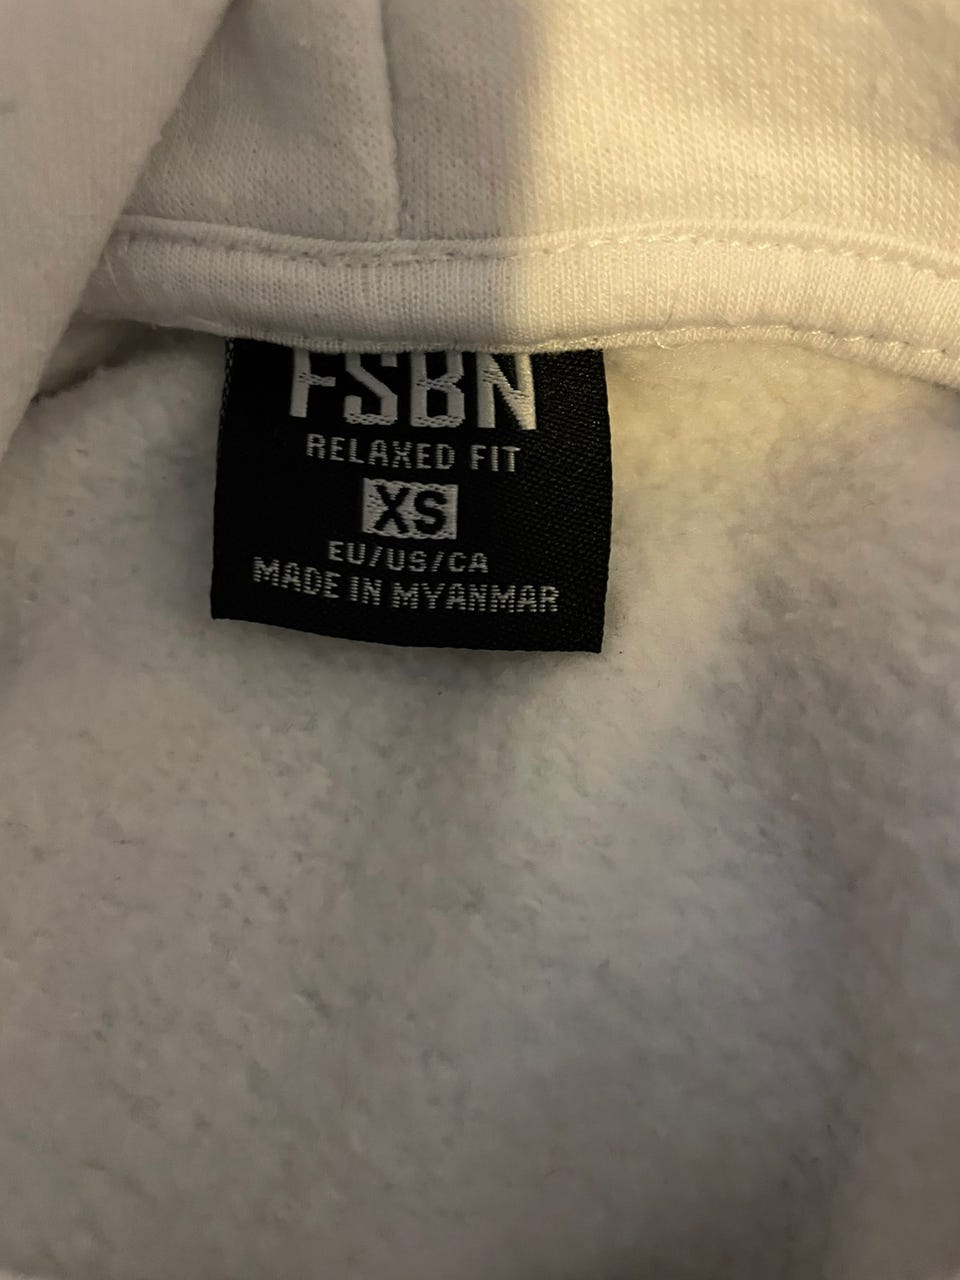 FSBN
RELAXED FIT
XS
EU/US/CA
MADE IN MYANMAR